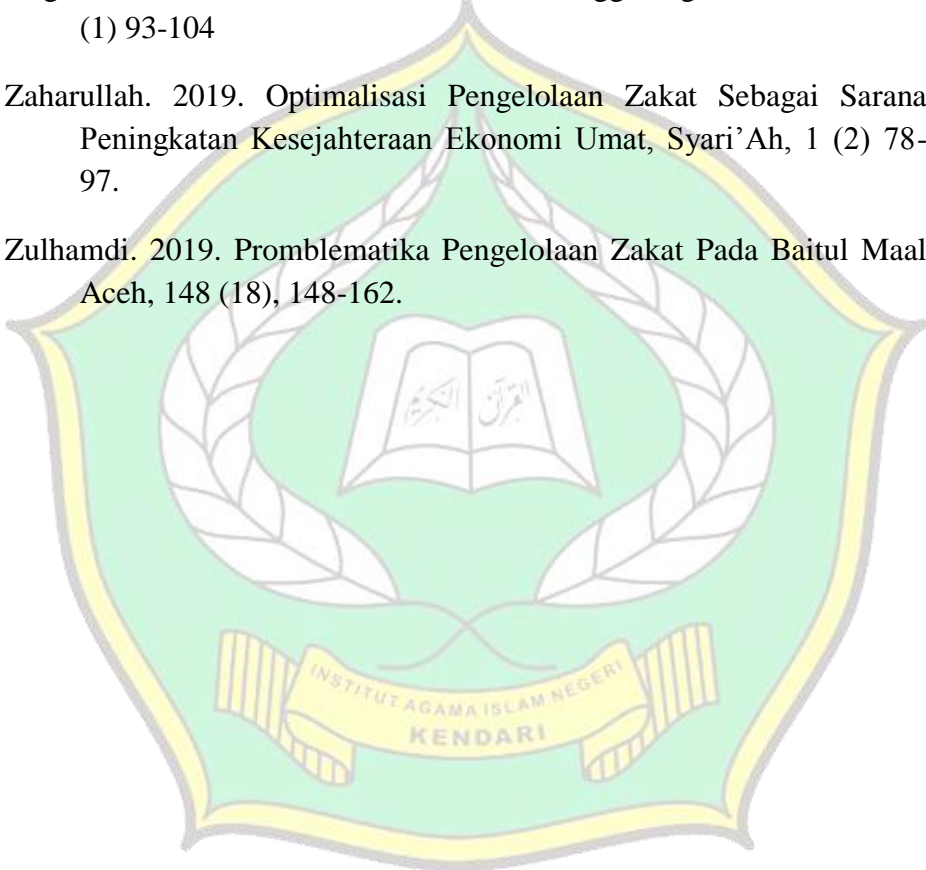 (1) 93-104
Zaharullah. 2019. Optimalisasi Pengelolaan Zakat Sebagai Sarana
Peningkatan Kesejahteraan Ekonomi Umat, Syari’Ah, 1 (2) 78-
97.
Zulhamdi. 2019. Promblematika Pengelolaan Zakat Pada Baitul Maal
Aceh, 148 (18), 148-162.
القرآن الكريم
INSTITUT AGAMA ISLAM NEGERI
KENDARI